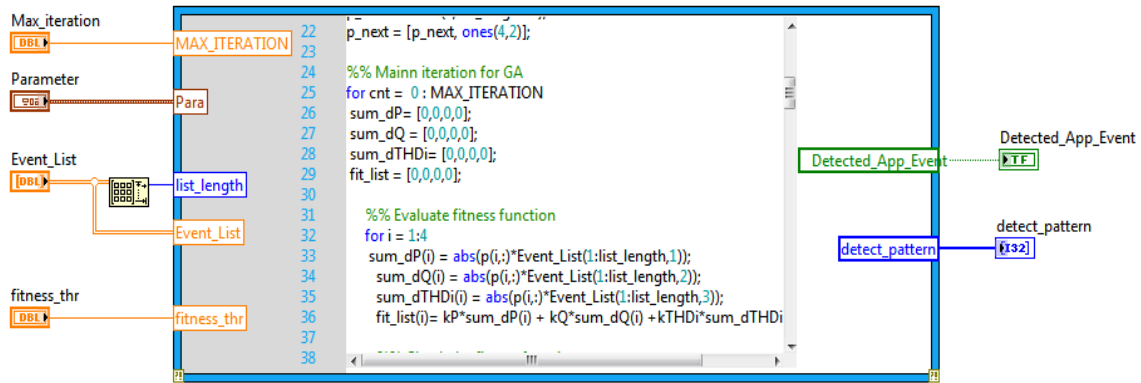 Max_iteration
DBL
MAX_ITERATION
Parameter
Para
Event_List
[DBL]
list_length
Event_List
fitness_thr
DBL
fitness_thr
22 p_next = [p_next, ones(4,2)];
23
24 %% Mainn iteration for GA
25 for cnt = 0 : MAX_ITERATION
26 sum_dP= [0,0,0,0];
27 sum_dQ = [0,0,0,0];
28 sum_dTHDi= [0,0,0,0];
29 fit_list = [0,0,0,0];
30
31 %% Evaluate fitness function
32 for i = 1:4
33 sum_dP(i) = abs(p(i,:)*Event_List(1:list_length,1));
34 sum_dQ(i) = abs(p(i,:)*Event_List(1:list_length,2));
35 sum_dTHDi(i) = abs(p(i,:)*Event_List(1:list_length,3));
36 fit_list(i)= kP*sum_dP(i) + kQ*sum_dQ(i) +kTHDi*sum_dTHDi
37
38
Detected_App_Event
Detected_App_Event
TF
detect_pattern
detect_pattern
[I32]